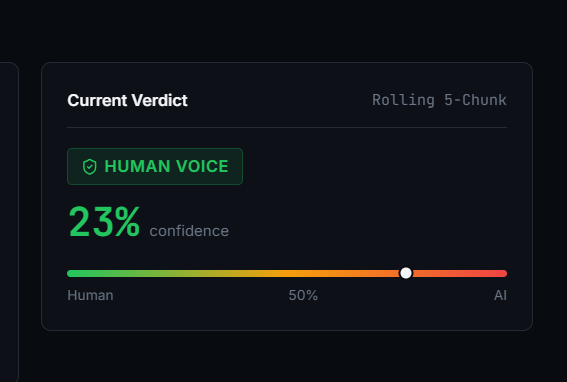 Current Verdict
Rolling 5-Chunk
HUMAN VOICE
23% confidence
Human 50% AI